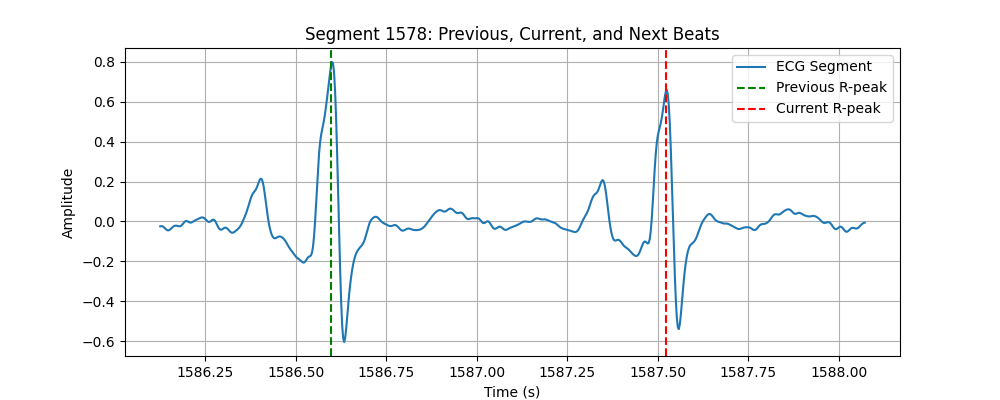 Segment 1578: Previous, Current, and Next Beats
ECG Segment
Previous R-peak
Current R-peak
Amplitude
0.8
0.6
0.4
0.2
0.0
−0.2
−0.4
−0.6
1586.25 1586.50 1586.75 1587.00 1587.25 1587.50 1587.75 1588.00
Time (s)